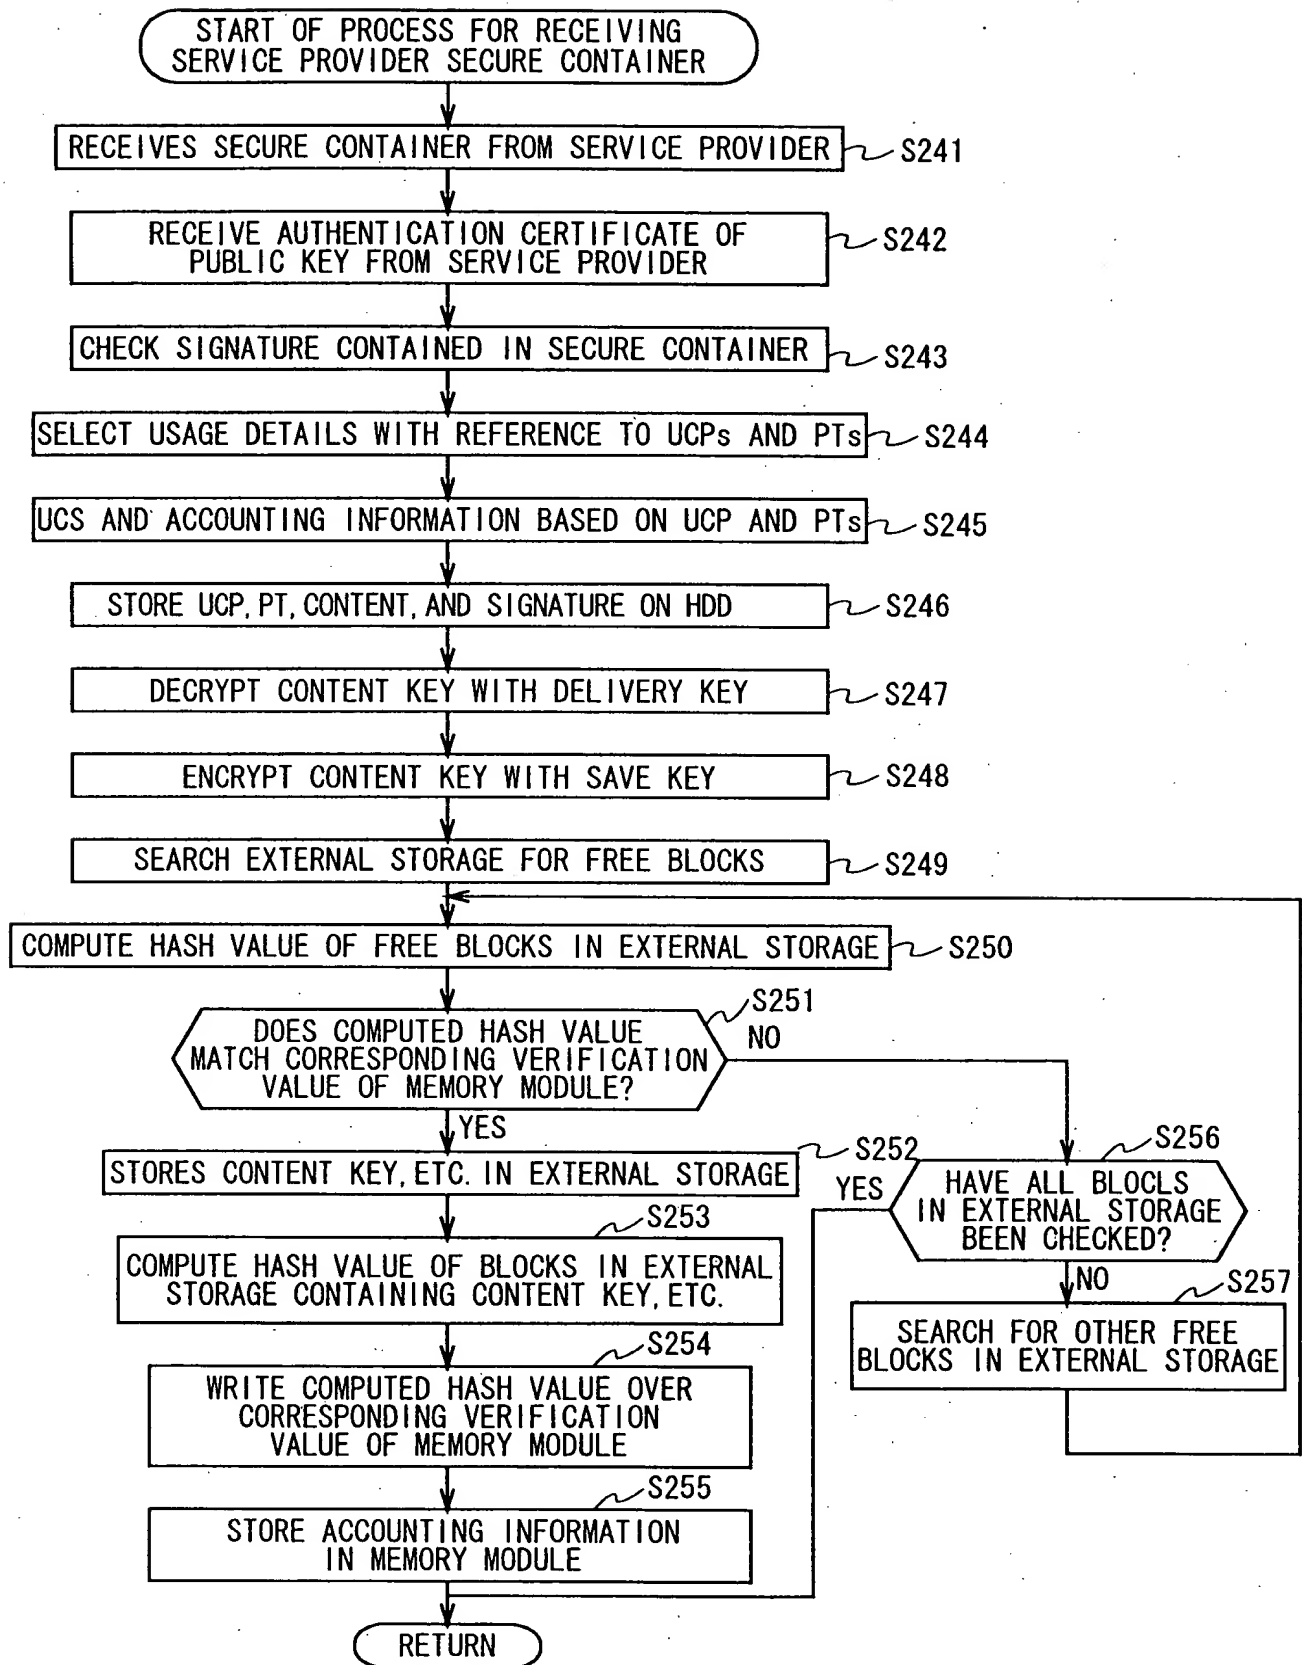 START OF PROCESS FOR RECEIVING
SERVICE PROVIDER SECURE CONTAINER
RECEIVES SECURE CONTAINER FROM SERVICE PROVIDER
S241
RECEIVE AUTHENTICATION CERTIFICATE OF
PUBLIC KEY FROM SERVICE PROVIDER
S242
CHECK SIGNATURE CONTAINED IN SECURE CONTAINER
S243
SELECT USAGE DETAILS WITH REFERENCE TO UCPs AND PTs
S244
UCS AND ACCOUNTING INFORMATION BASED ON UCP AND PTs
S245
STORE UCP, PT, CONTENT, AND SIGNATURE ON HDD
S246
DECRYPT CONTENT KEY WITH DELIVERY KEY
S247
ENCRYPT CONTENT KEY WITH SAVE KEY
S248
SEARCH EXTERNAL STORAGE FOR FREE BLOCKS
S249
COMPUTE HASH VALUE OF FREE BLOCKS IN EXTERNAL STORAGE
S250
S251
DOES COMPUTED HASH VALUE
MATCH CORRESPONDING VERIFICATION
VALUE OF MEMORY MODULE?
NO
YES
S252
STORES CONTENT KEY, ETC. IN EXTERNAL STORAGE
S253
COMPUTE HASH VALUE OF BLOCKS IN EXTERNAL
STORAGE CONTAINING CONTENT KEY, ETC.
S254
WRITE COMPUTED HASH VALUE OVER
CORRESPONDING VERIFICATION
VALUE OF MEMORY MODULE
S255
STORE ACCOUNTING INFORMATION
IN MEMORY MODULE
S256
YES
HAVE ALL BLOCLS
IN EXTERNAL STORAGE
BEEN CHECKED?
NO
S257
SEARCH FOR OTHER FREE
BLOCKS IN EXTERNAL STORAGE
RETURN